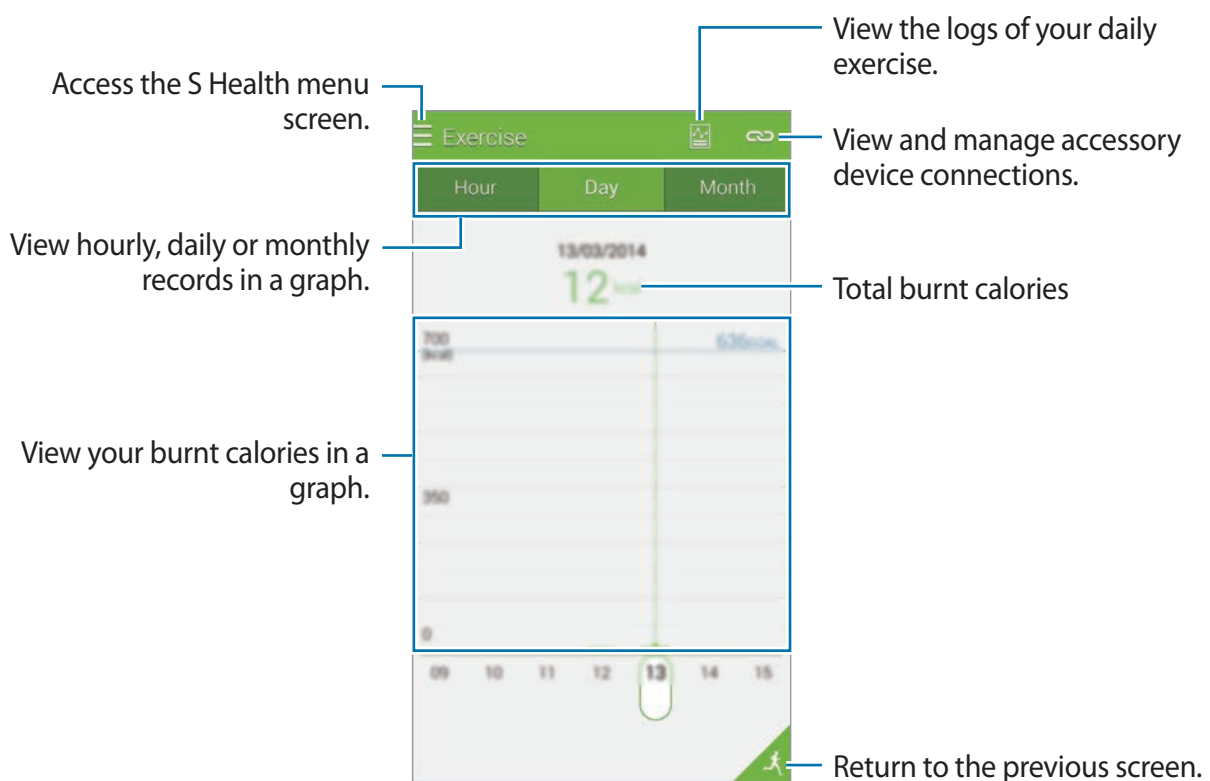 View the logs of your daily
exercise.
Access the S Health menu
screen.
Exercise
View and manage accessory
device connections.
Hour Day Month
View hourly, daily or monthly
records in a graph.
13/03/2014
12 kcal
Total burnt calories
700
(kcal)
636 GOAL
View your burnt calories in a
graph.
350
0
09 10 11 12 13 14 15
Return to the previous screen.